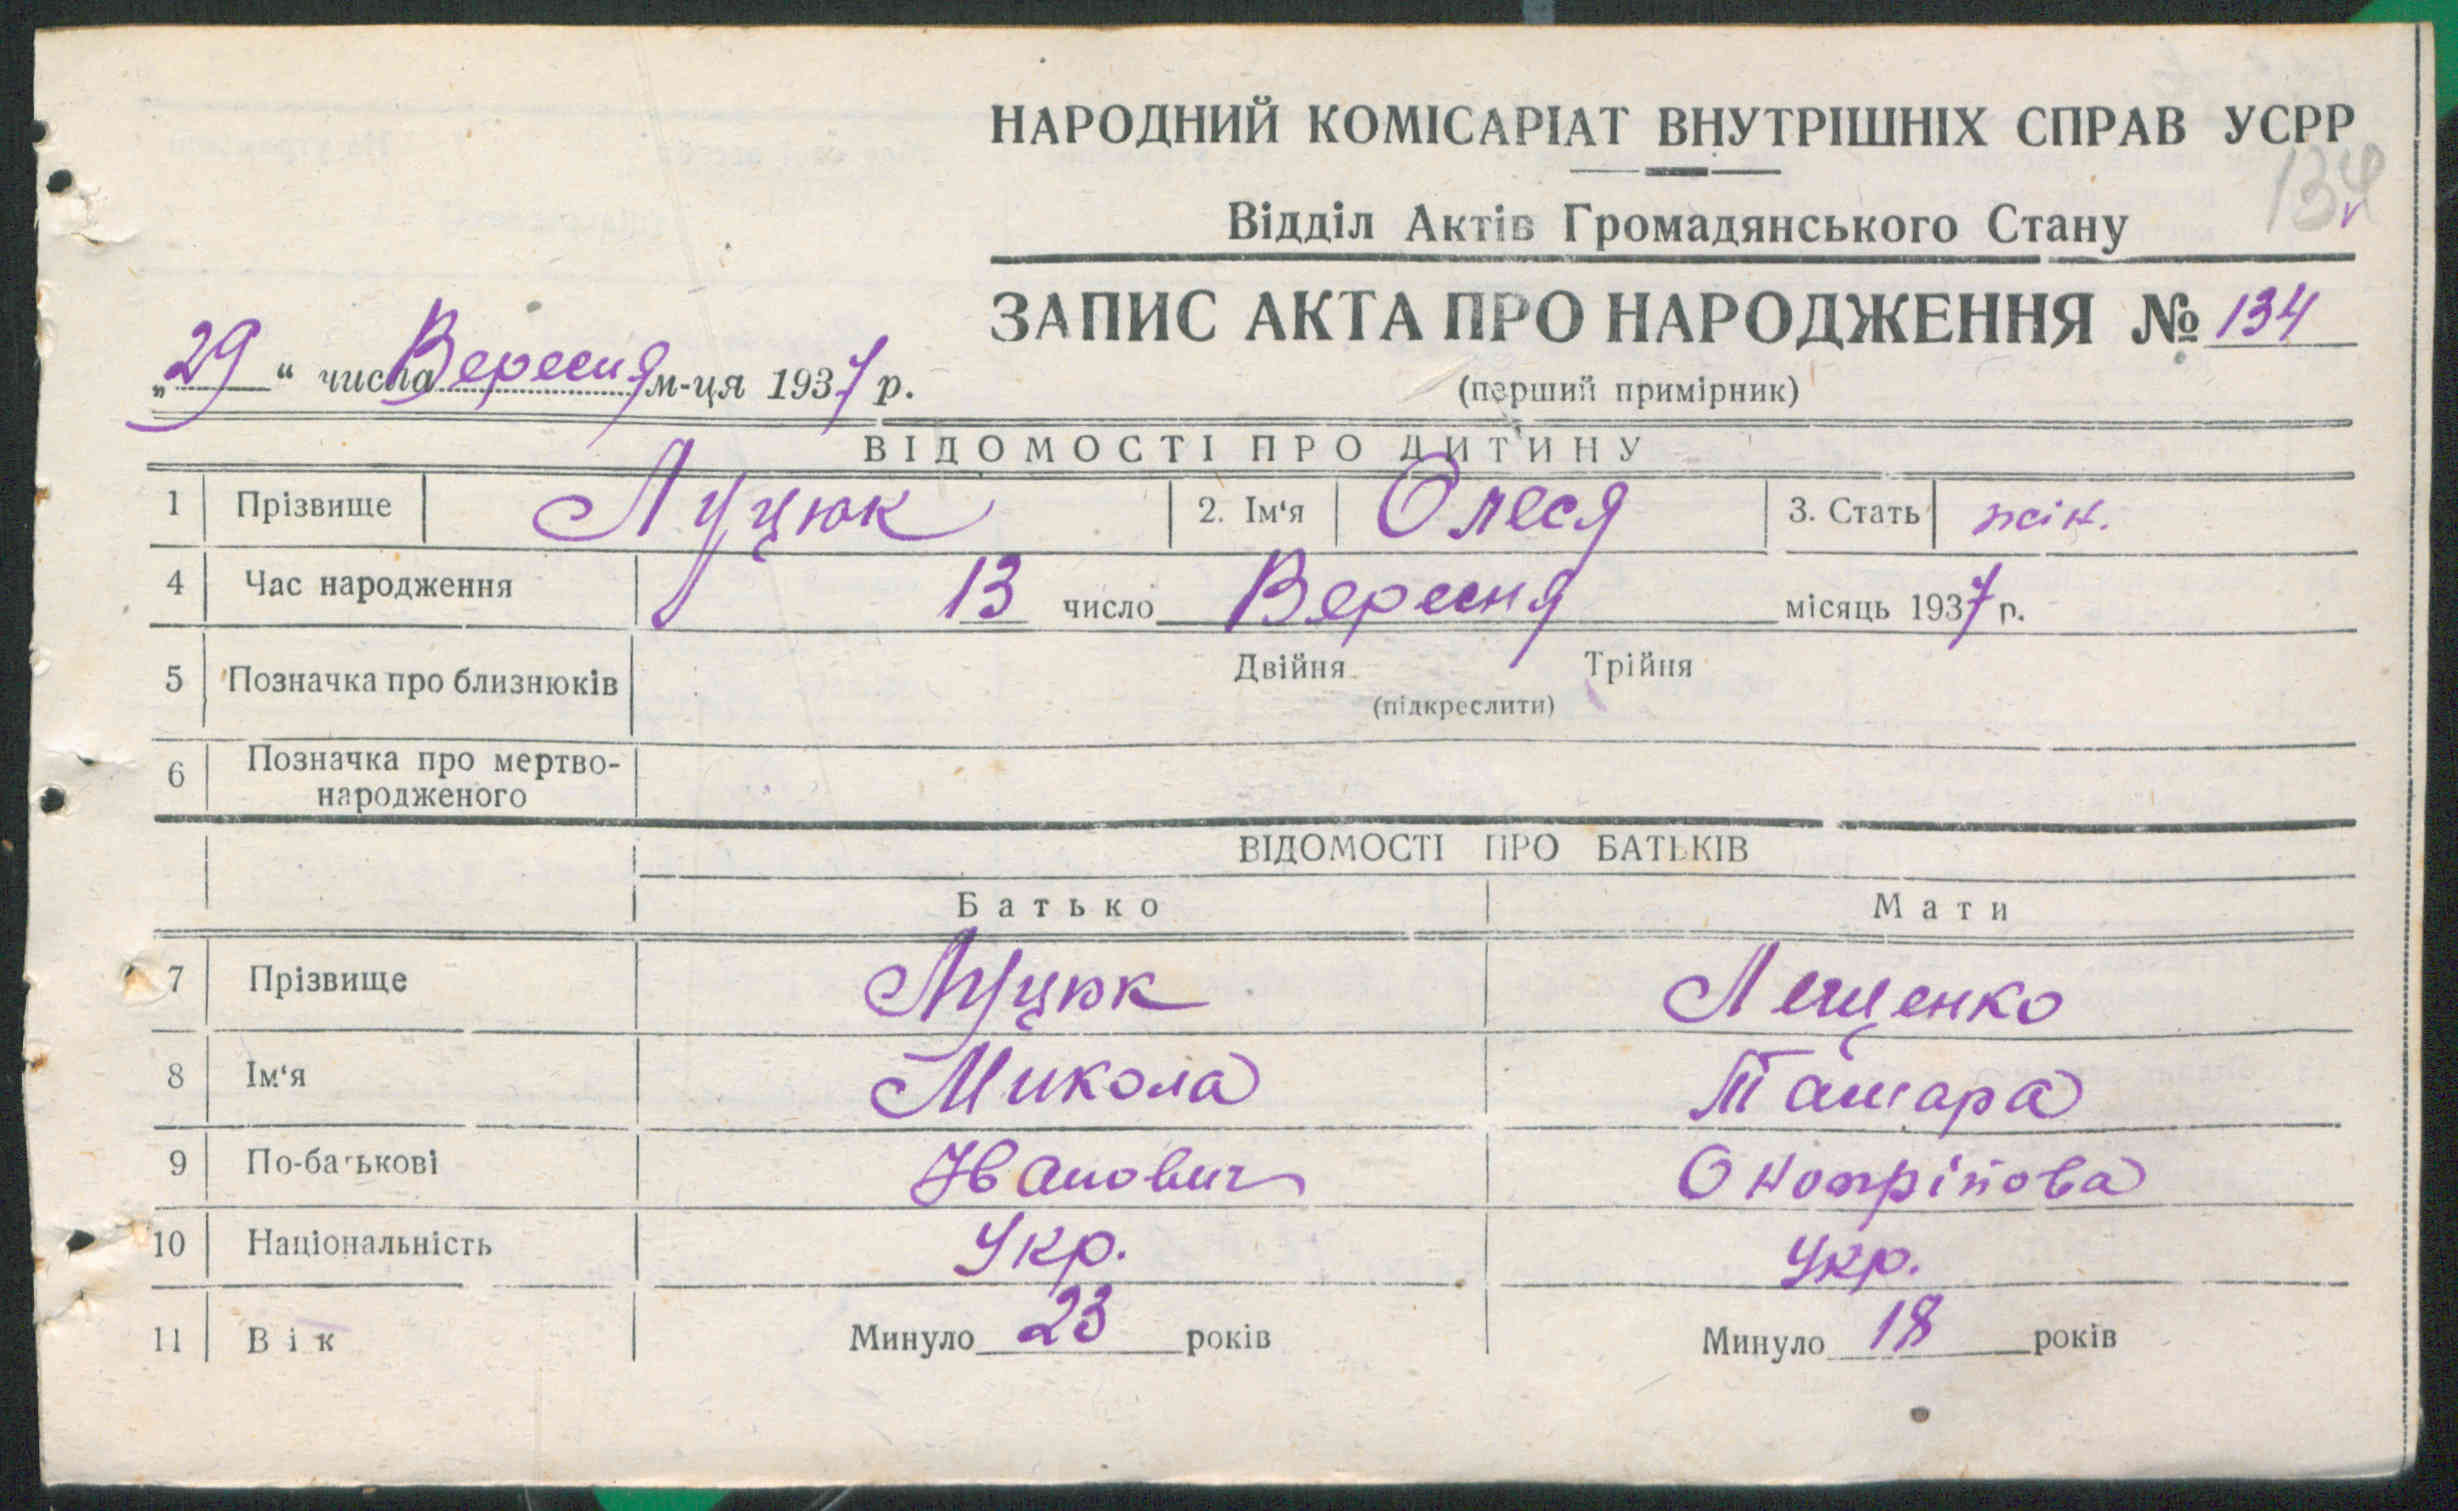 НАРОДНИЙ КОМІСАРІАТ ВНУТРІШНІХ СПРАВ УСРР
134
Відділ Актів Громадянського Стану
ЗАПИС АКТА ПРО НАРОДЖЕННЯ № 134
„29“ числа Вересня м-ця 1937 р.
(перший примірник)
ВІДОМОСТІ ПРО ДИТИНУ
1 Прізвище Луцюк 2. Ім‘я Олеся 3. Стать жін.
4 Час народження 13 число Вересня місяць 1937 р.
5 Позначка про близнюків Двійня Трійня
(підкреслити)
6 Позначка про мертво-
народженого
ВІДОМОСТІ ПРО БАТЬКІВ
Батько Мати
7 Прізвище Луцюк Лещенко
8 Ім‘я Микола Тамара
9 По-батькові Іванович Онопріпова
10 Національність Укр. Укр.
11 Вік Минуло 23 років Минуло 18 років